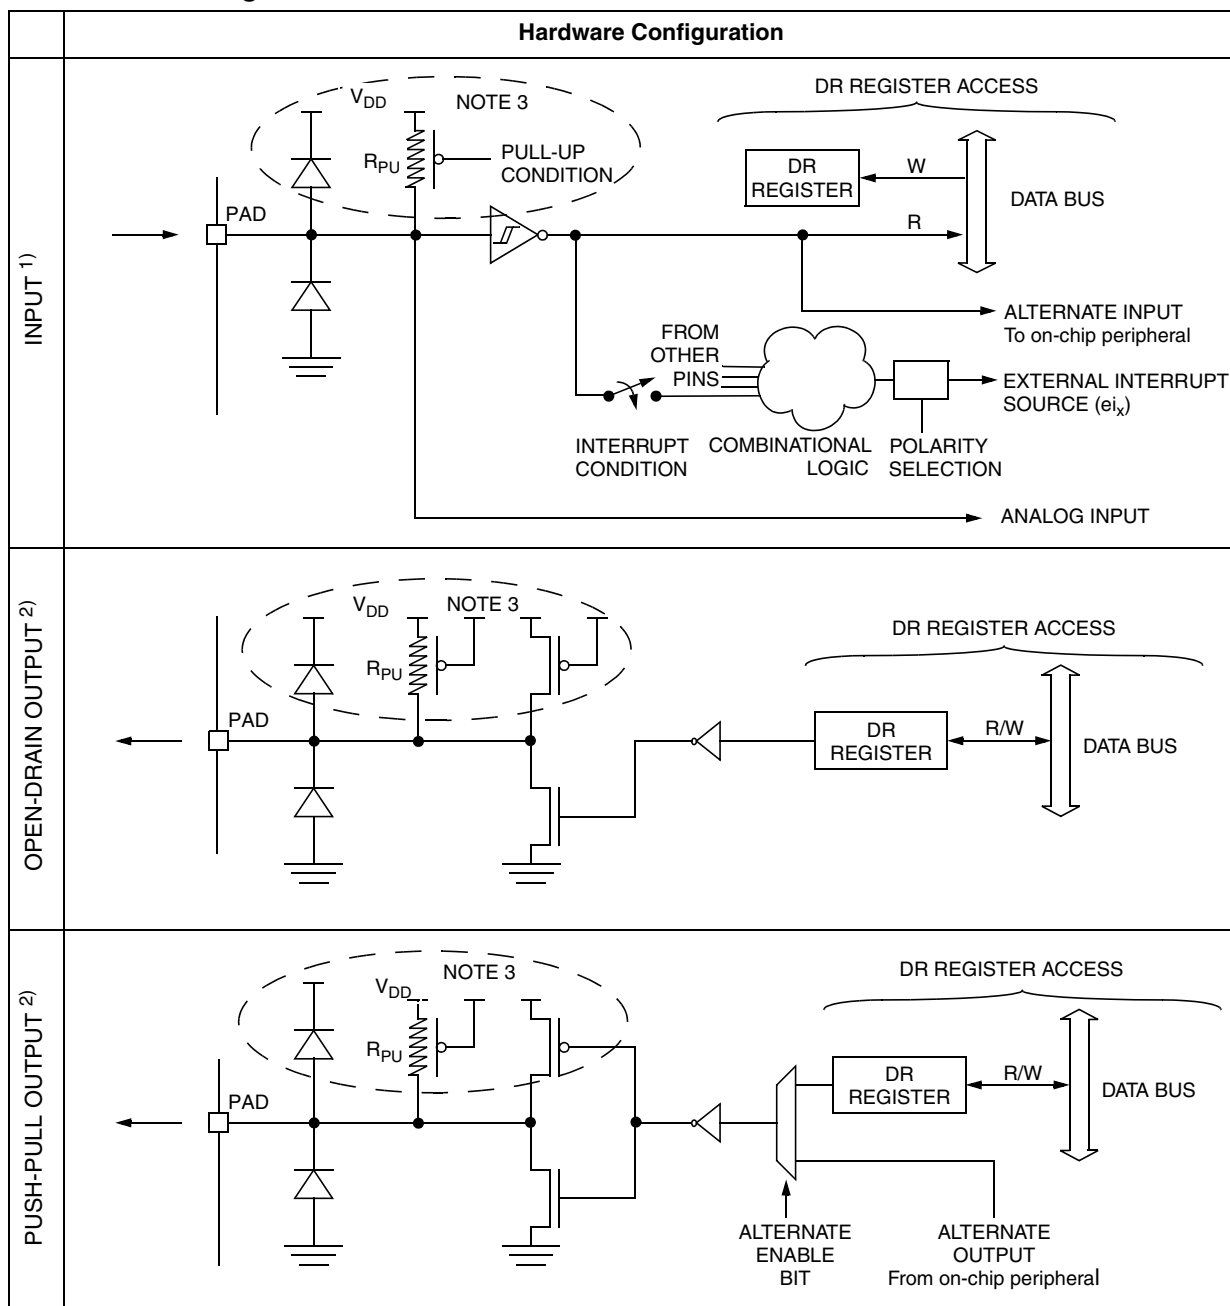 Hardware Configuration
INPUT 1)
VDD
NOTE 3
RPU
PULL-UP
CONDITION
PAD
DR REGISTER ACCESS
DR
REGISTER
W
R
DATA BUS
ALTERNATE INPUT
To on-chip peripheral
FROM
OTHER
PINS
EXTERNAL INTERRUPT
SOURCE (eix)
INTERRUPT
CONDITION
COMBINATIONAL
LOGIC
POLARITY
SELECTION
ANALOG INPUT
OPEN-DRAIN OUTPUT 2)
VDD
NOTE 3
RPU
PAD
DR REGISTER ACCESS
DR
REGISTER
R/W
DATA BUS
PUSH-PULL OUTPUT 2)
NOTE 3
VDD
RPU
PAD
DR REGISTER ACCESS
DR
REGISTER
R/W
DATA BUS
ALTERNATE
ENABLE
BIT
ALTERNATE
OUTPUT
From on-chip peripheral